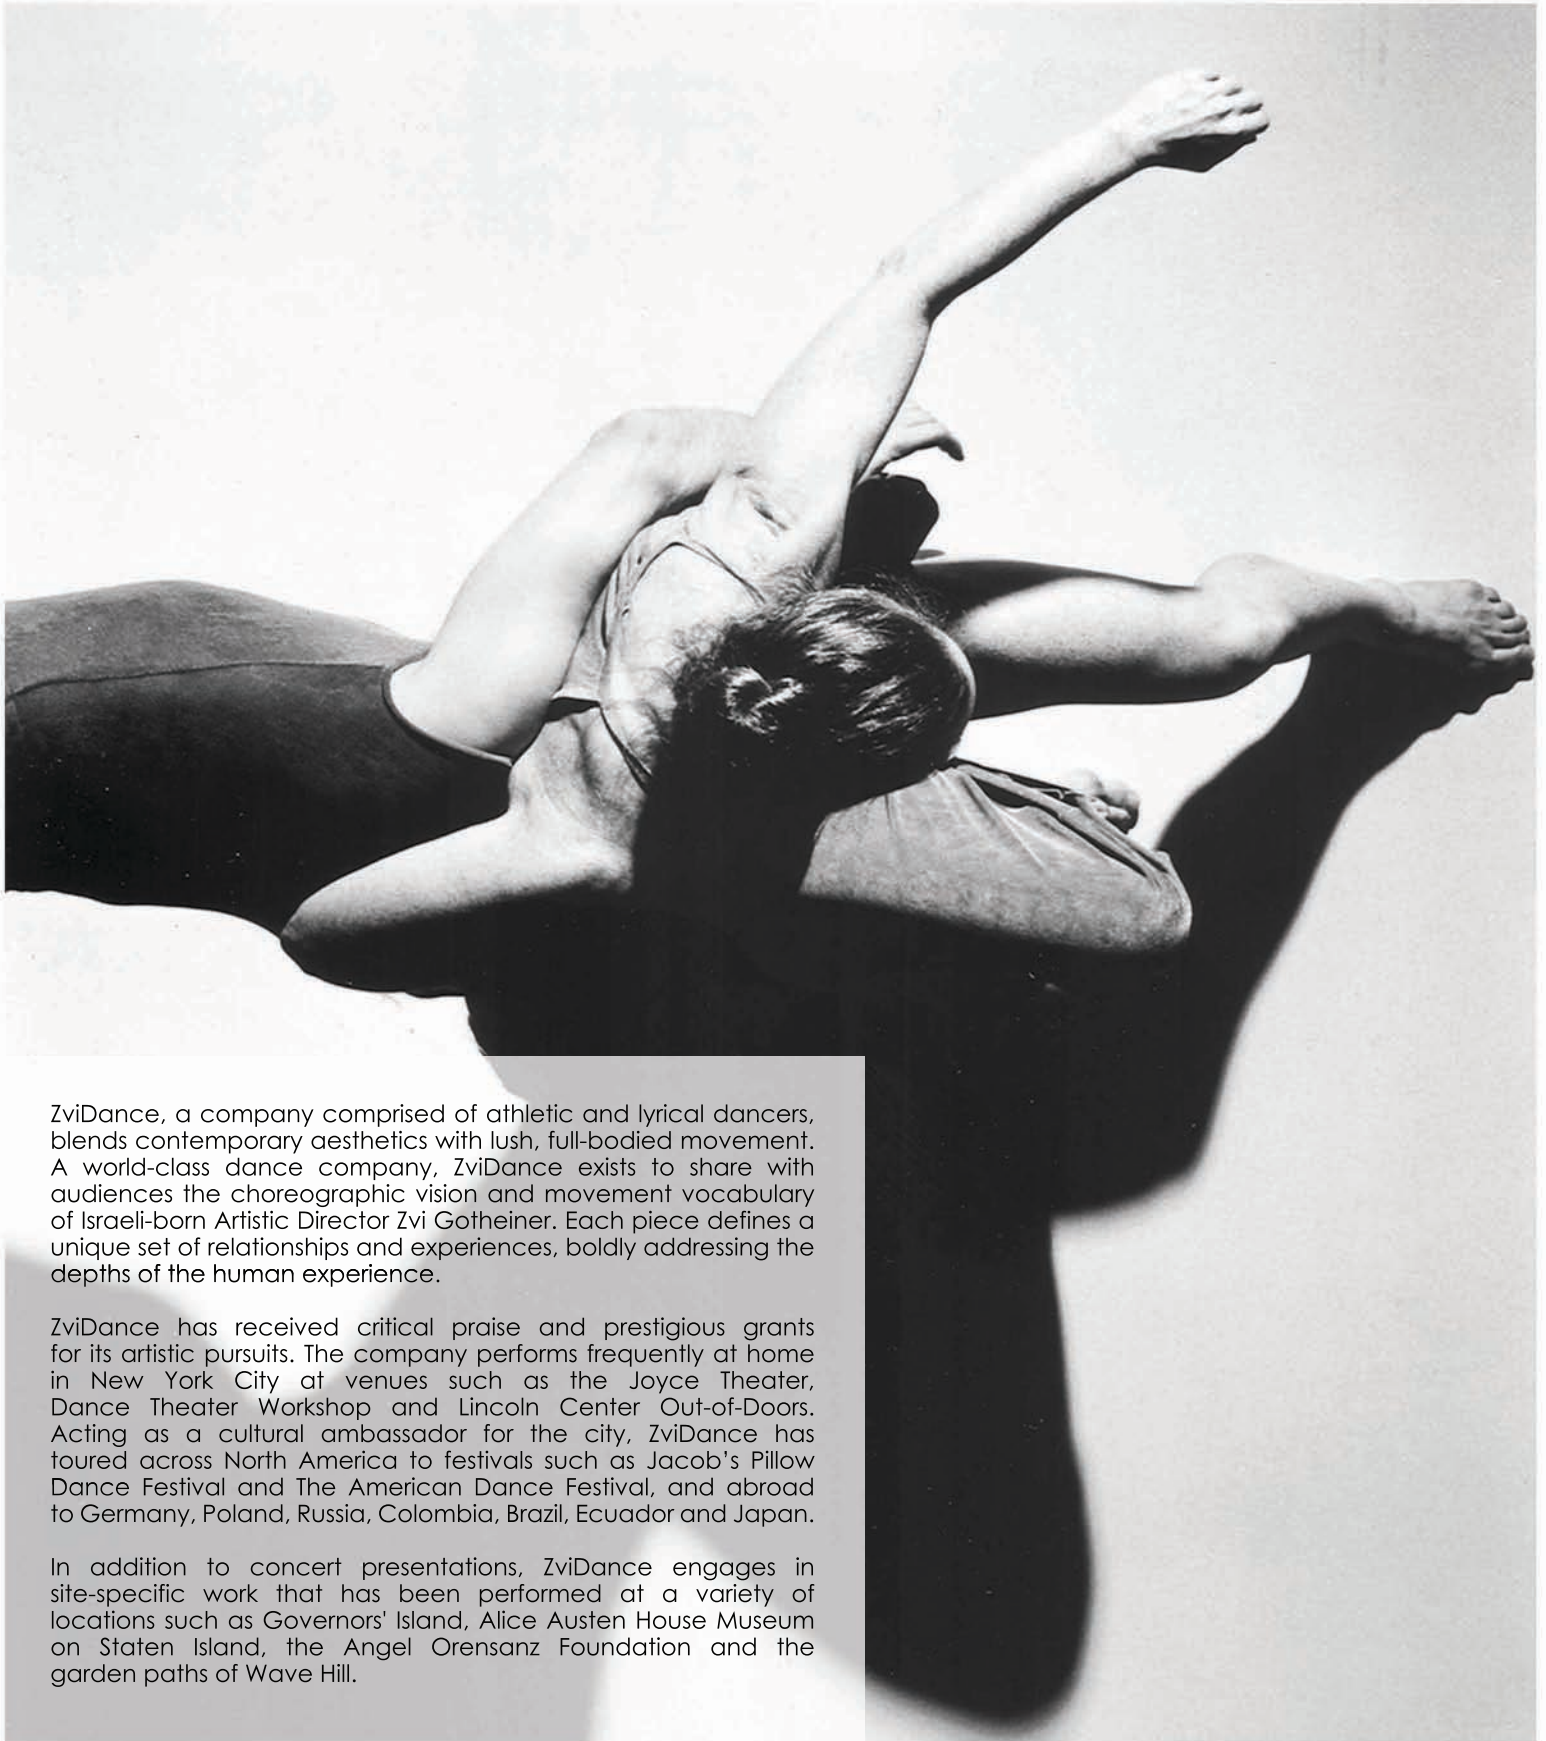 ZviDance, a company comprised of athletic and lyrical dancers,
blends contemporary aesthetics with lush, full-bodied movement.
A world-class dance company, ZviDance exists to share with
audiences the choreographic vision and movement vocabulary
of Israeli-born Artistic Director Zvi Gotheiner. Each piece defines a
unique set of relationships and experiences, boldly addressing the
depths of the human experience.
ZviDance has received critical praise and prestigious grants
for its artistic pursuits. The company performs frequently at home
in New York City at venues such as the Joyce Theater,
Dance Theater Workshop and Lincoln Center Out-of-Doors.
Acting as a cultural ambassador for the city, ZviDance has
toured across North America to festivals such as Jacob’s Pillow
Dance Festival and The American Dance Festival, and abroad
to Germany, Poland, Russia, Colombia, Brazil, Ecuador and Japan.
In addition to concert presentations, ZviDance engages in
site-specific work that has been performed at a variety of
locations such as Governors' Island, Alice Austen House Museum
on Staten Island, the Angel Orensanz Foundation and the
garden paths of Wave Hill.